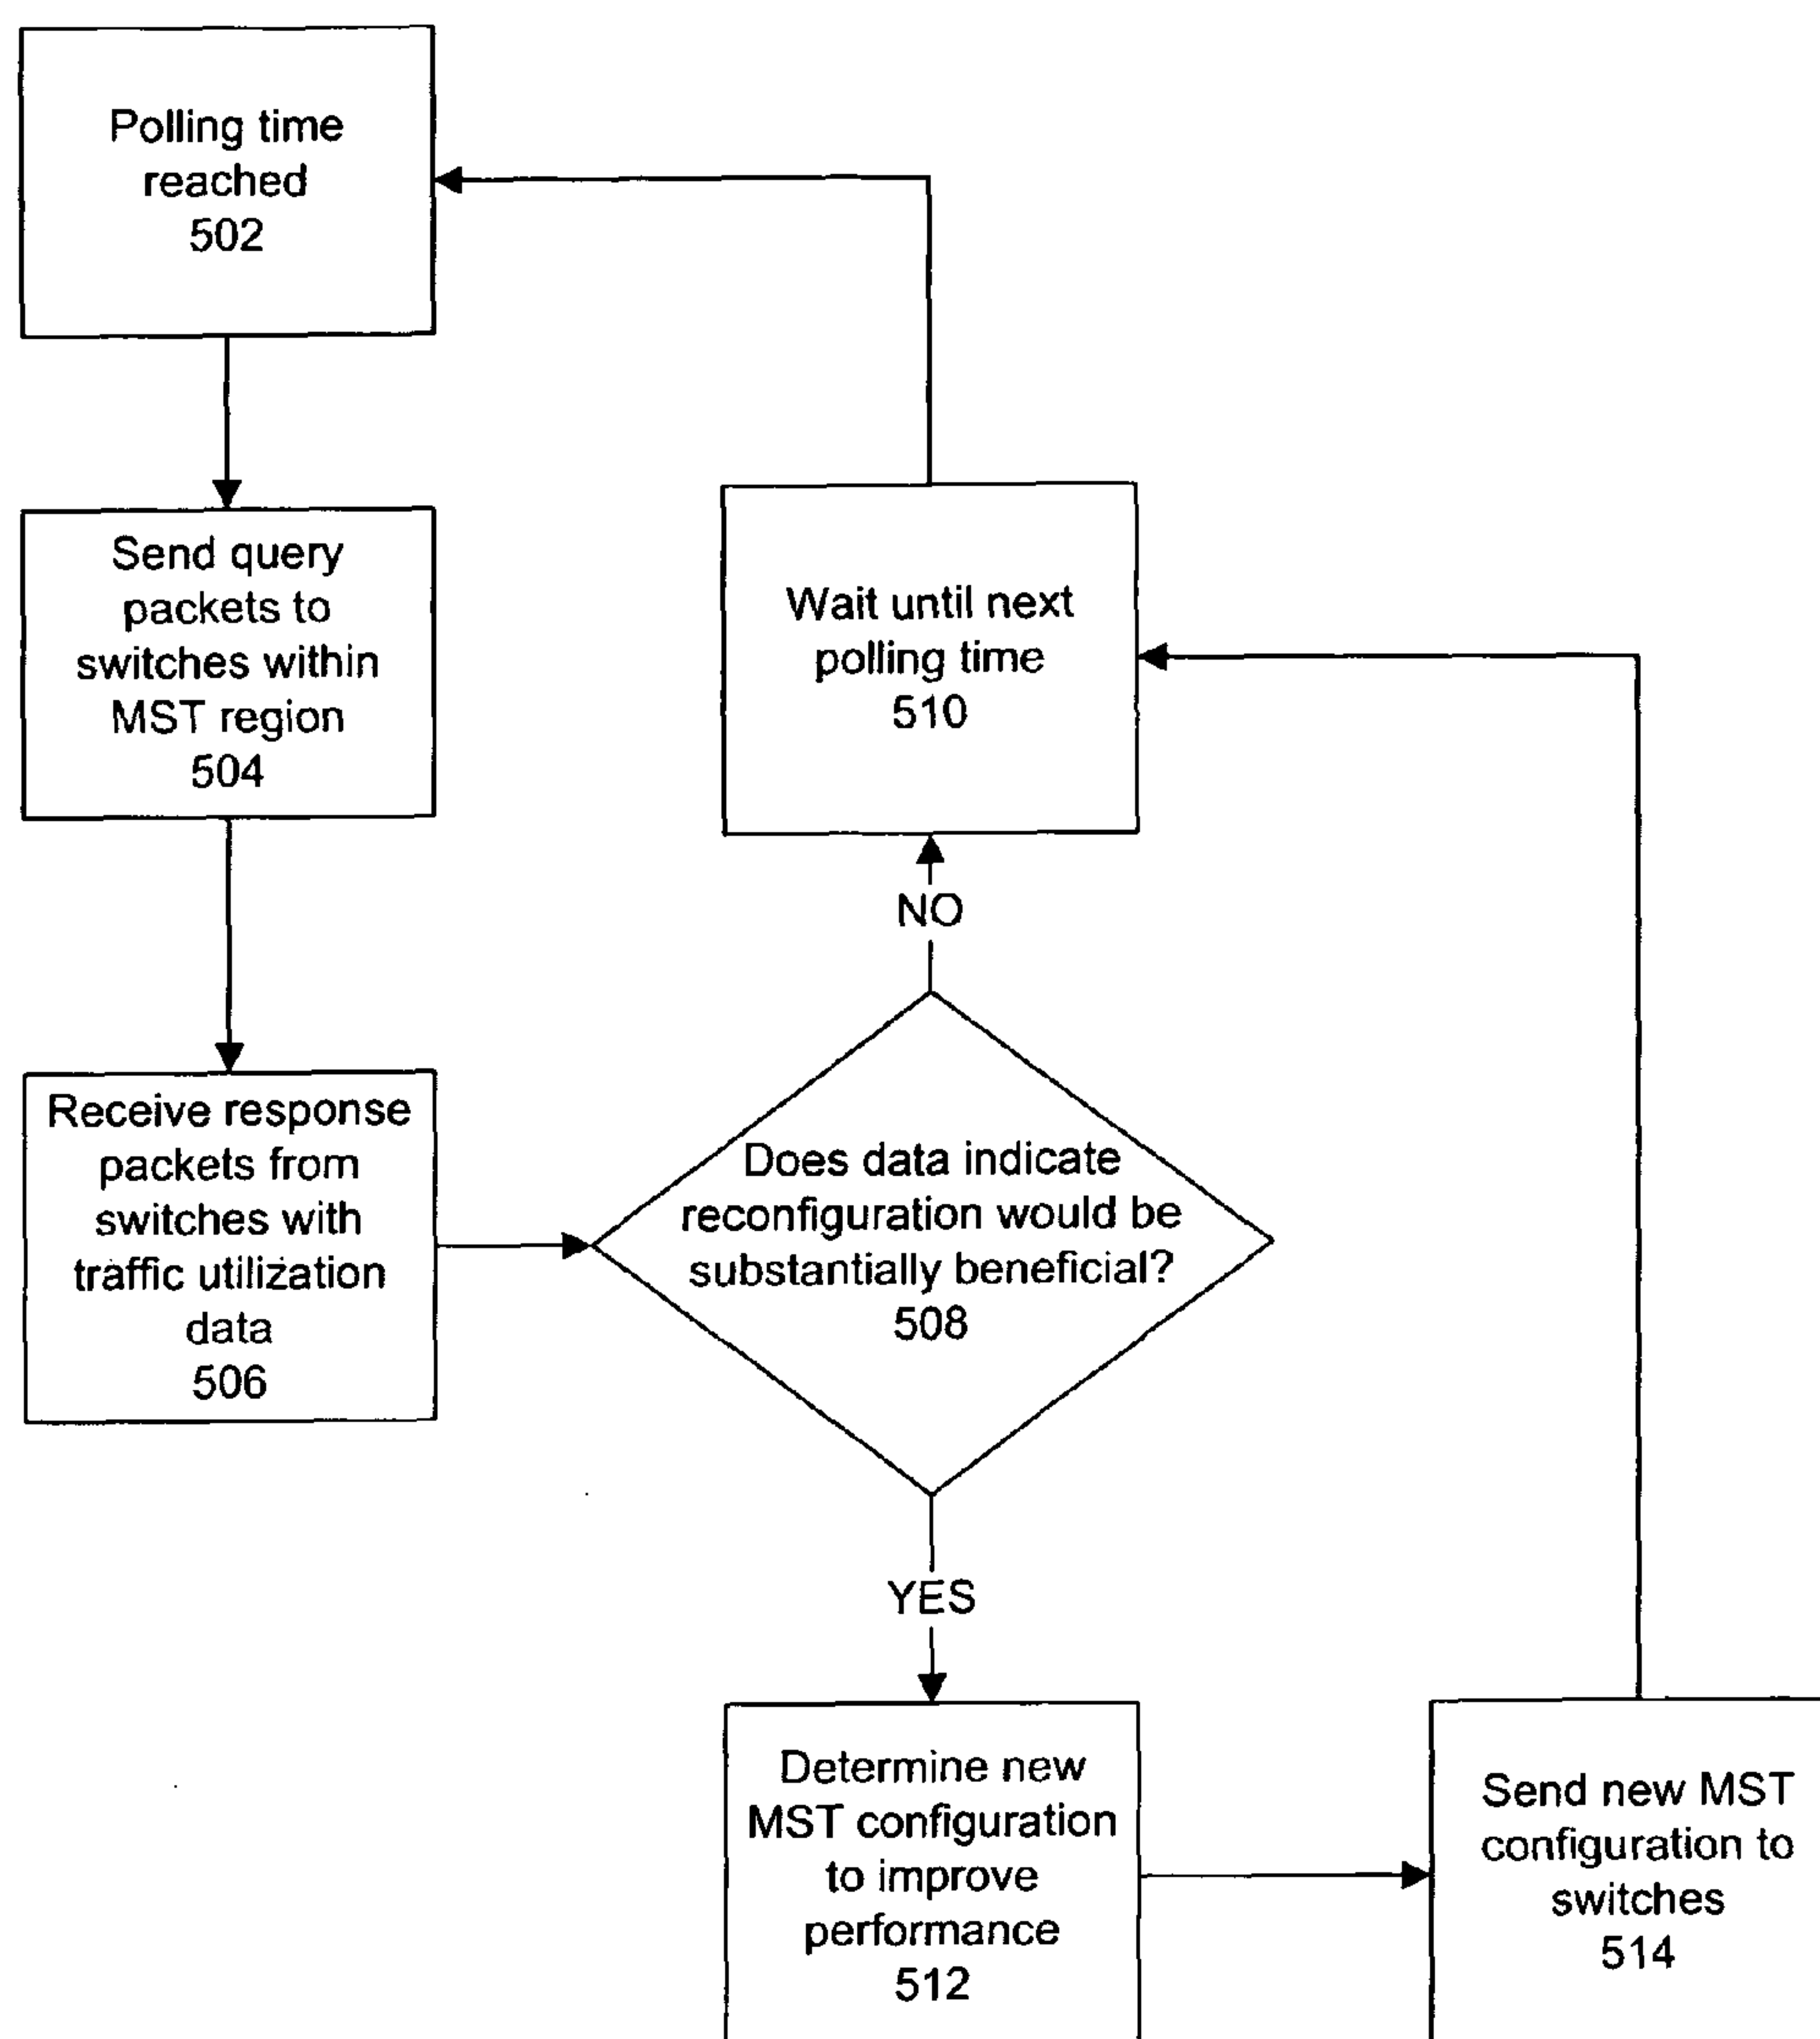 Polling time
reached
502
Send query
packets to
switches within
MST region
504
Receive response
packets from
switches with
traffic utilization
data
506
Does data indicate
reconfiguration would be
substantially beneficial?
508
NO
Wait until next
polling time
510
YES
Determine new
MST configuration
to improve
performance
512
Send new MST
configuration to
switches
514